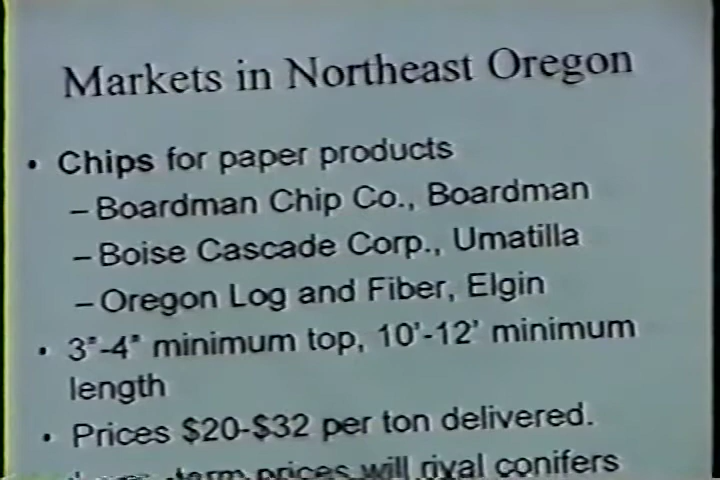 Markets in Northeast Oregon
• Chips for paper products
– Boardman Chip Co., Boardman
– Boise Cascade Corp., Umatilla
– Oregon Log and Fiber, Elgin
• 3"-4" minimum top, 10'-12' minimum
length
• Prices $20-$32 per ton delivered.
term prices will rival conifers